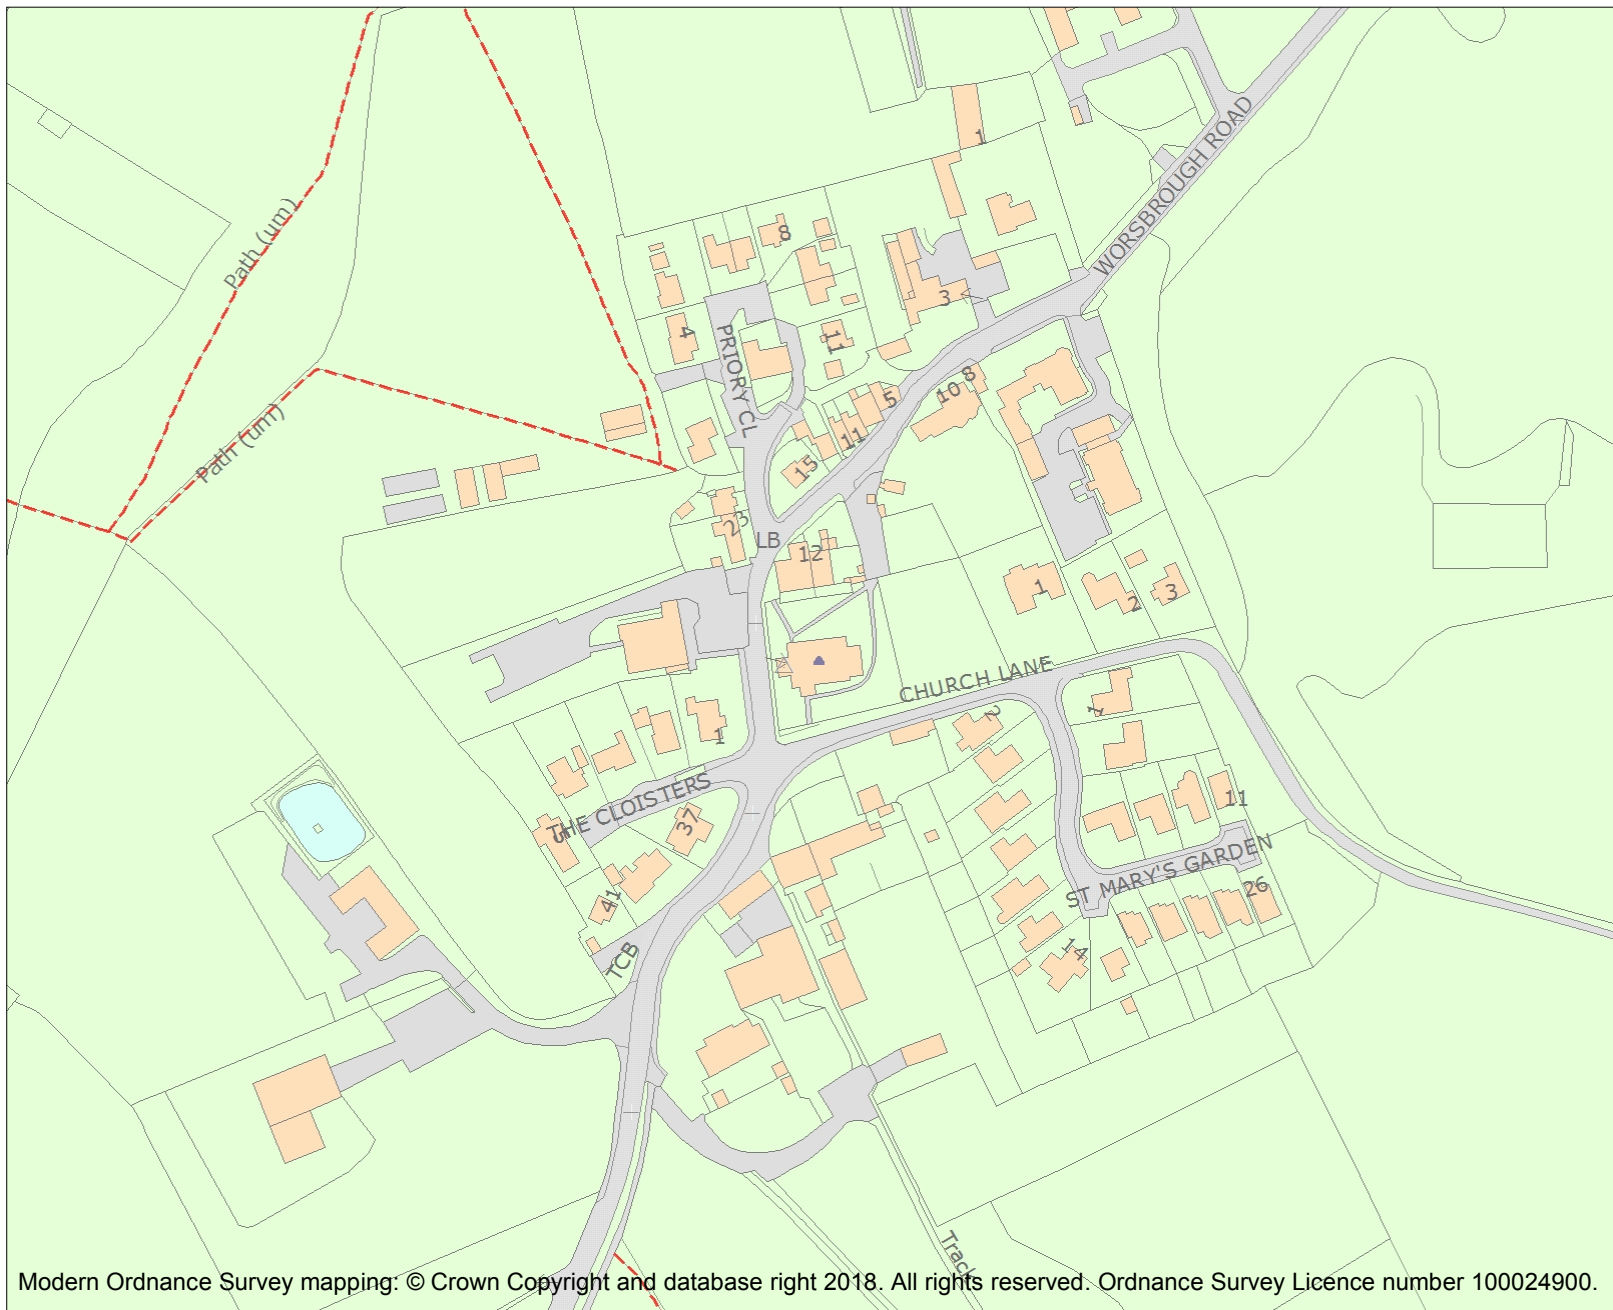 1
WORSBROUGH ROAD
Path (um)
8
3
4
PRIORY CL
11
8
10
5
11
Path (um)
15
23
LB
12
1
2
3
CHURCH LANE
2
1
1
THE CLOISTERS
5
37
11
ST MARY'S GARDEN
26
41
14
TCB
Track
Modern Ordnance Survey mapping: © Crown Copyright and database right 2018. All rights reserved. Ordnance Survey Licence number 100024900.